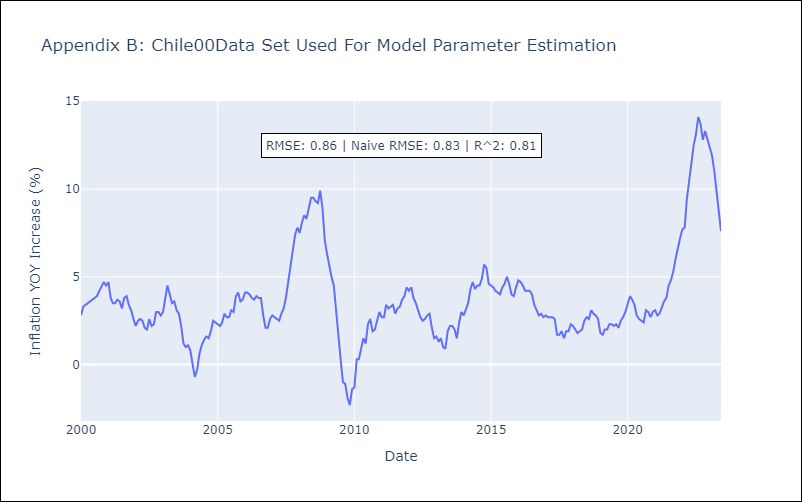 Appendix B: Chile00Data Set Used For Model Parameter Estimation
15
RMSE: 0.86 | Naive RMSE: 0.83 | R^2: 0.81
10
5
0
Inflation YOY Increase (%)
2000 2005 2010 2015 2020
Date